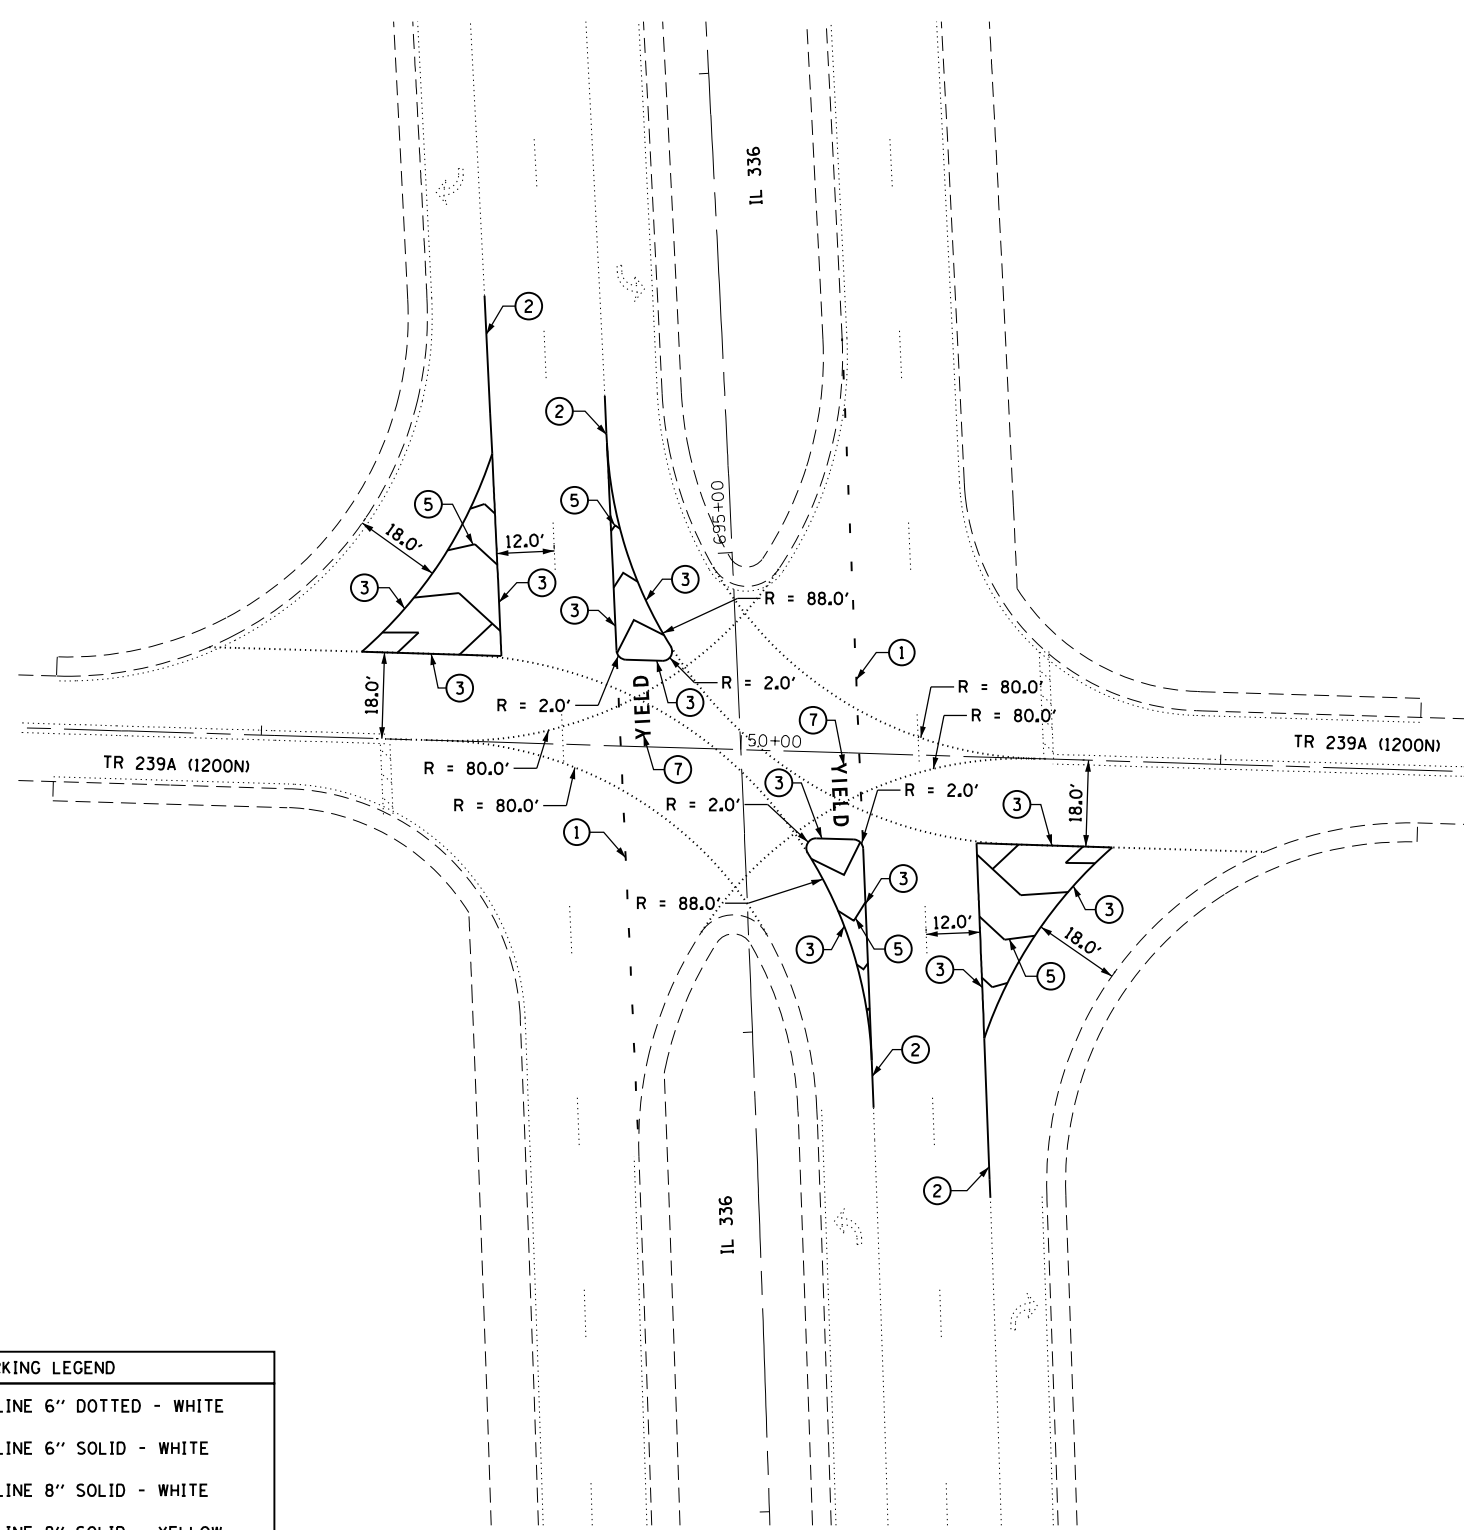 IL 336
2
2
695+00
5
5
18.0'
12.0'
3
3
3
3
R = 88.0'
1
3
18.0'
R = 2.0'
YIELD
3
R = 2.0'
R = 80.0'
R = 80.0'
7
50+00
TR 239A (1200N)
TR 239A (1200N)
R = 80.0'
7
3
YIELD
R = 2.0'
R = 80.0'
R = 2.0'
3
18.0'
1
3
R = 88.0'
3
12.0'
18.0'
3
5
3
5
2
2
IL 336
KING LEGEND
LINE 6" DOTTED - WHITE
LINE 6" SOLID - WHITE
LINE 8" SOLID - WHITE